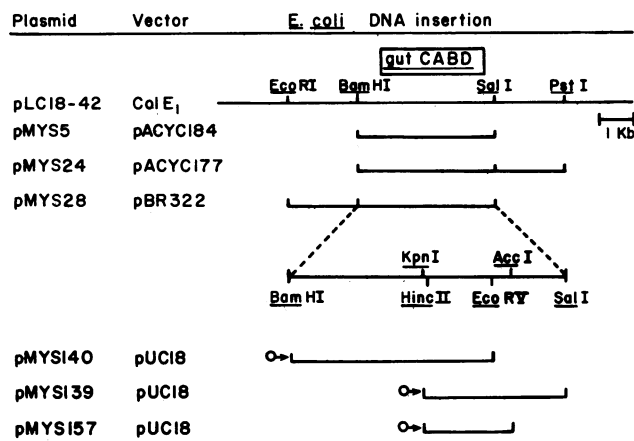 Plasmid Vector E. coli DNA insertion
gut CABD
EcoRI BamHI SalI PstI
pLC18-42 ColE1
1 Kb
pMYS5 pACYC184
pMYS24 pACYC177
pMYS28 pBR322
KpnI AccI
BamHI HincII EcoRV SalI
pMYS140 pUC18
pMYS139 pUC18
pMYS157 pUC18